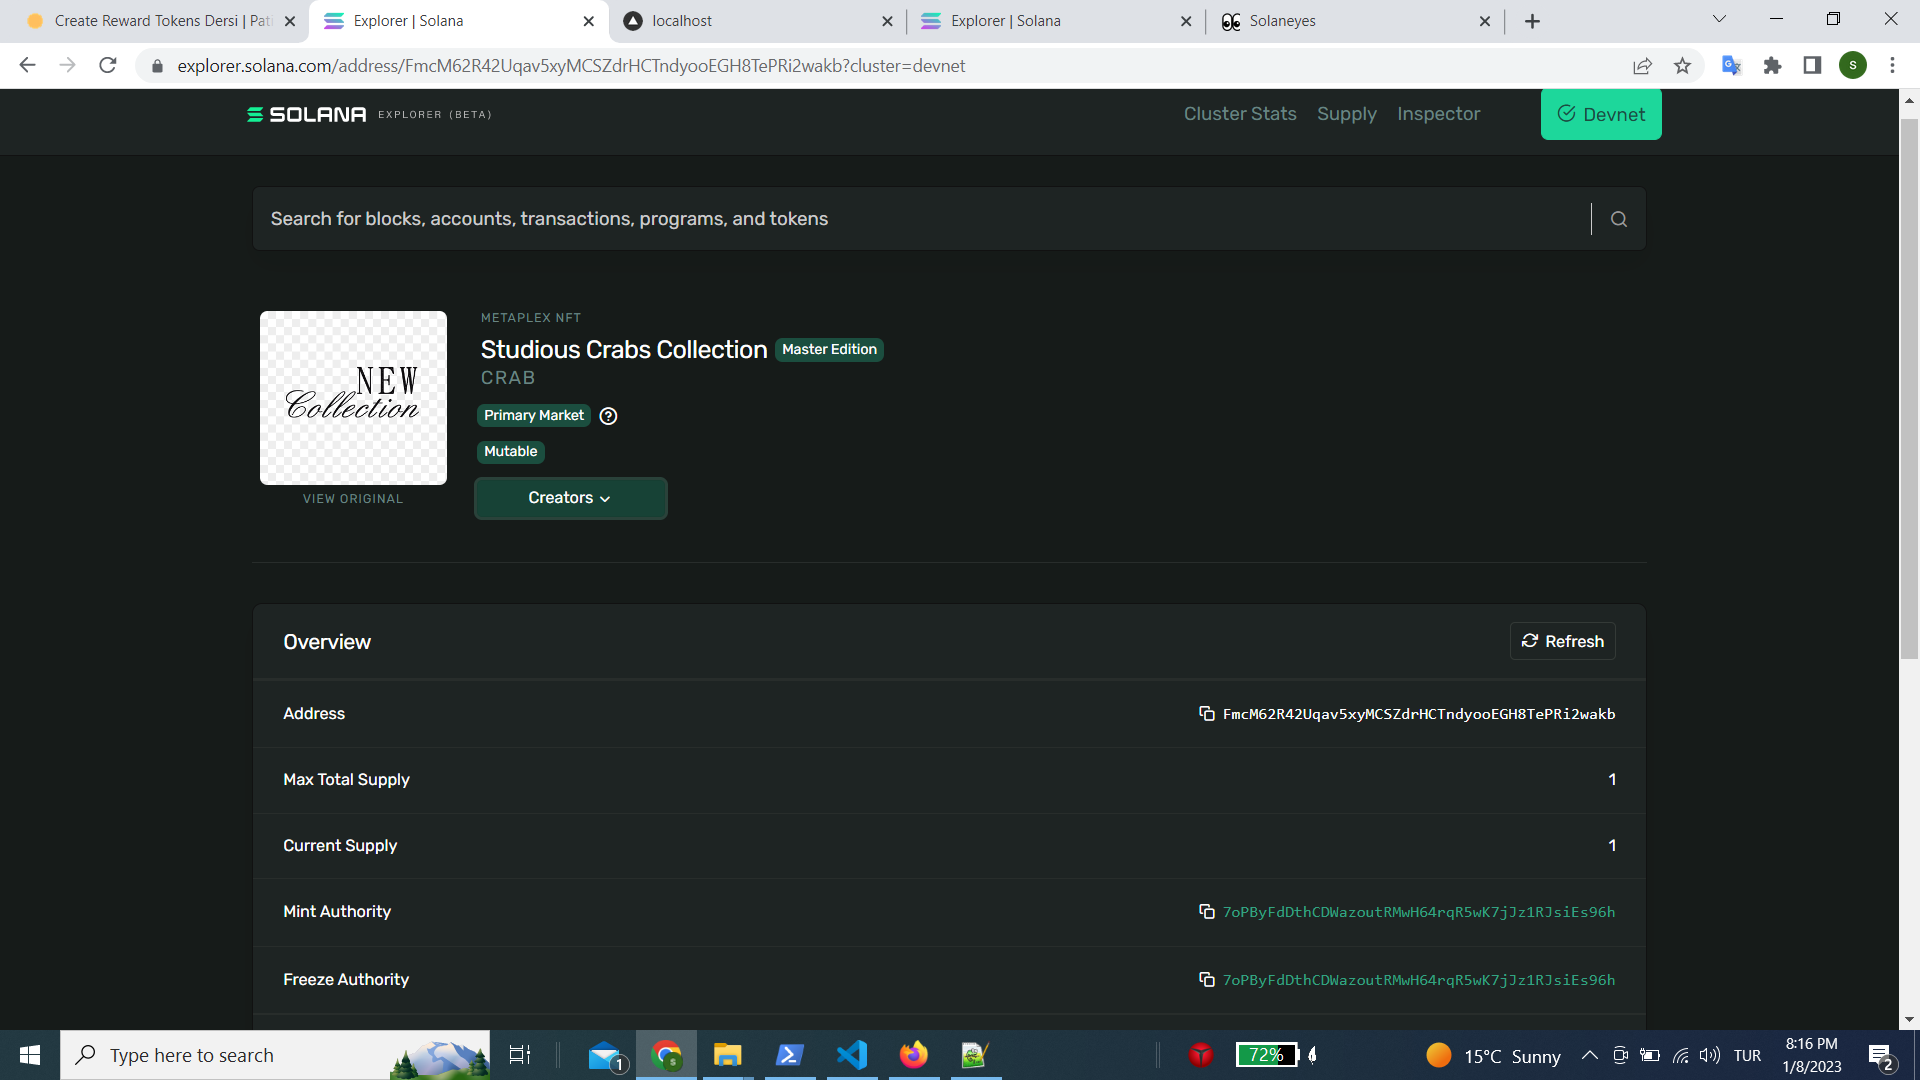 Create Reward Tokens Dersi | Pati
Explorer | Solana
localhost
Explorer | Solana
Solaneyes
explorer.solana.com/address/FmcM62R42Uqav5xyMCSZdrHCTndyooEGH8TePRi2wakb?cluster=devnet
S
SOLANA EXPLORER (BETA)
Cluster Stats Supply Inspector
Devnet
Search for blocks, accounts, transactions, programs, and tokens
NEW
Collection
VIEW ORIGINAL
METAPLEX NFT
Studious Crabs Collection Master Edition
CRAB
Primary Market
Mutable
Creators
Overview
Refresh
Address FmcM62R42Uqav5xyMCSZdrHCTndyooEGH8TePRi2wakb
Max Total Supply 1
Current Supply 1
Mint Authority 7oPByFdDthCDWazoutRMwH64rqR5wK7jJz1RJsiEs96h
Freeze Authority 7oPByFdDthCDWazoutRMwH64rqR5wK7jJz1RJsiEs96h
Type here to search
1
72%
15°C Sunny
TUR
8:16 PM
1/8/2023
2